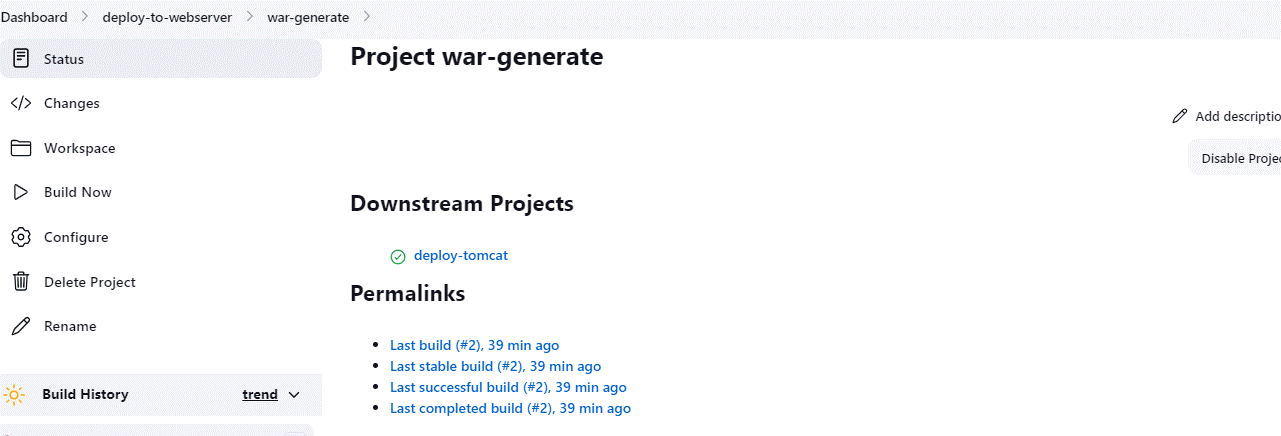 Dashboard > deploy-to-webserver > war-generate >
Status
Changes
Workspace
Build Now
Configure
Delete Project
Rename
Build History trend
Project war-generate
Add descriptio
Disable Projec
Downstream Projects
deploy-tomcat
Permalinks
Last build (#2), 39 min ago
Last stable build (#2), 39 min ago
Last successful build (#2), 39 min ago
Last completed build (#2), 39 min ago